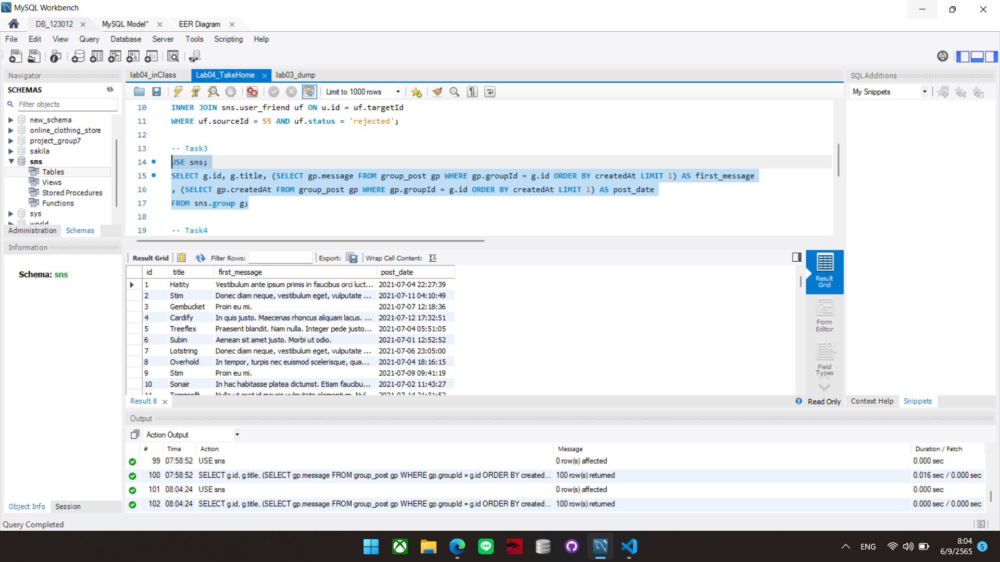 MySQL Workbench
DB_123012
MySQL Model*
EER Diagram
File Edit View Query Database Server Tools Scripting Help
Navigator
SCHEMAS
Filter objects
new_schema
online_clothing_store
project_group7
sakila
sns
Tables
Views
Stored Procedures
Functions
sys
world
Administration Schemas
Information
Schema: sns
Object Info Session
Query Completed
lab04_inClass Lab04_TakeHome lab03_dump
Limit to 1000 rows
10 INNER JOIN sns.user_friend uf ON u.id = uf.targetId
11 WHERE uf.sourceId = 55 AND uf.status = 'rejected';
12
13 -- Task3
14 USE sns;
15 SELECT g.id, g.title, (SELECT gp.message FROM group_post gp WHERE gp.groupId = g.id ORDER BY createdAt LIMIT 1) AS first_message
16 , (SELECT gp.createdAt FROM group_post gp WHERE gp.groupId = g.id ORDER BY createdAt LIMIT 1) AS post_date
17 FROM sns.group g;
18
19 -- Task4
Result Grid Filter Rows: Export: Wrap Cell Content:
id title first_message post_date
1 Hatity Vestibulum ante ipsum primis in faucibus orci luct... 2021-07-04 22:27:39
2 Stim Donec diam neque, vestibulum eget, vulputate ... 2021-07-11 04:10:49
3 Gembucket Proin eu mi. 2021-07-07 12:18:36
4 Cardify In quis justo. Maecenas rhoncus aliquam lacus. ... 2021-07-12 17:32:51
5 Treeflex Praesent blandit. Nam nulla. Integer pede justo... 2021-07-04 05:51:05
6 Subin Aenean sit amet justo. Morbi ut odio. 2021-07-01 12:52:52
7 Lotstring Donec diam neque, vestibulum eget, vulputate ... 2021-07-06 23:05:00
8 Overhold In tempor, turpis nec euismod scelerisque, qua... 2021-07-04 18:16:15
9 Stim Proin eu mi. 2021-07-09 09:41:19
10 Sonair In hac habitasse platea dictumst. Etiam faucibu... 2021-07-02 11:43:27
11 Tempsoft Nulla ut erat id mauris vulputate elementum. Nul... 2021-07-14 21:31:52
Result Grid
Form Editor
Field Types
Result 8
Read Only
SQLAdditions
My Snippets
Context Help Snippets
Output
Action Output
# Time Action Message Duration / Fetch
99 07:58:52 USE sns 0 row(s) affected 0.000 sec
100 07:58:52 SELECT g.id, g.title, (SELECT gp.message FROM group_post gp WHERE gp.groupId = g.id ORDER BY created... 100 row(s) returned 0.016 sec / 0.000 sec
101 08:04:24 USE sns 0 row(s) affected 0.000 sec
102 08:04:24 SELECT g.id, g.title, (SELECT gp.message FROM group_post gp WHERE gp.groupId = g.id ORDER BY created... 100 row(s) returned 0.000 sec / 0.000 sec
LINE
ENG
8:04
6/9/2565
5